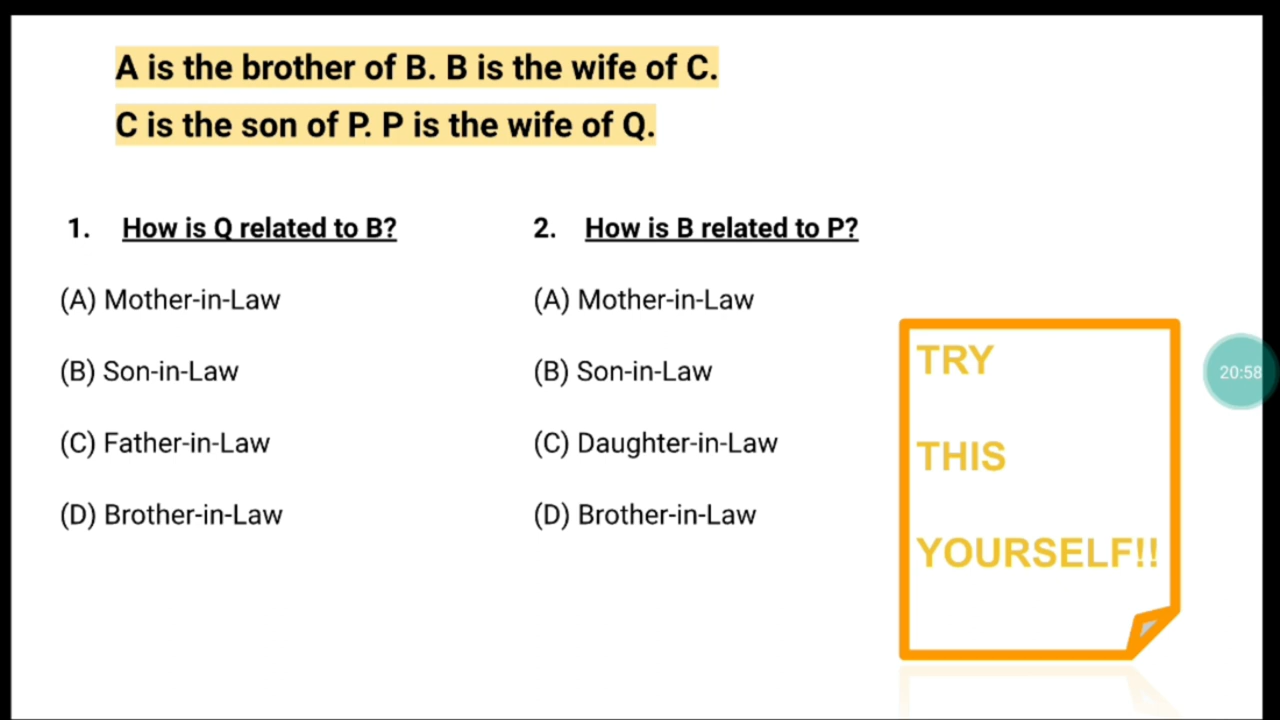 A is the brother of B. B is the wife of C.
C is the son of P. P is the wife of Q.
1. How is Q related to B?
(A) Mother-in-Law
(B) Son-in-Law
(C) Father-in-Law
(D) Brother-in-Law
2. How is B related to P?
(A) Mother-in-Law
(B) Son-in-Law
(C) Daughter-in-Law
(D) Brother-in-Law
TRY
THIS
YOURSELF!!
20:58